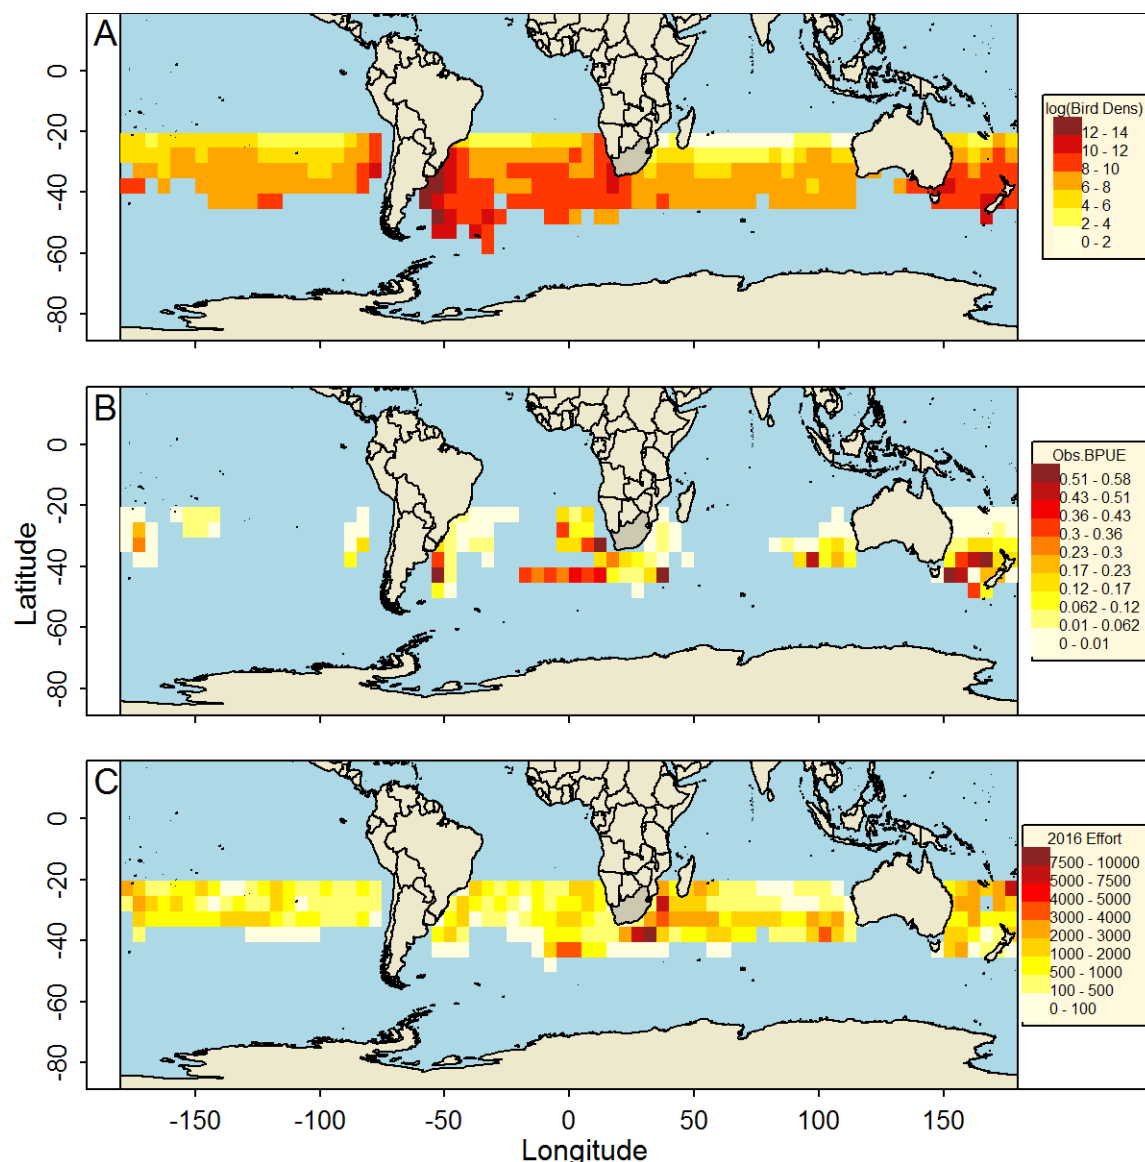 A
0
-20
-40
-60
-80
log(Bird Dens)
12 - 14
10 - 12
8 - 10
6 - 8
4 - 6
2 - 4
0 - 2
B
0
-20
-40
-60
-80
Latitude
Obs.BPUE
0.51 - 0.58
0.43 - 0.51
0.36 - 0.43
0.3 - 0.36
0.23 - 0.3
0.17 - 0.23
0.12 - 0.17
0.062 - 0.12
0.01 - 0.062
0 - 0.01
C
0
-20
-40
-60
-80
2016 Effort
7500 - 10000
5000 - 7500
4000 - 5000
3000 - 4000
2000 - 3000
1000 - 2000
500 - 1000
100 - 500
0 - 100
-150 -100 -50 0 50 100 150
Longitude